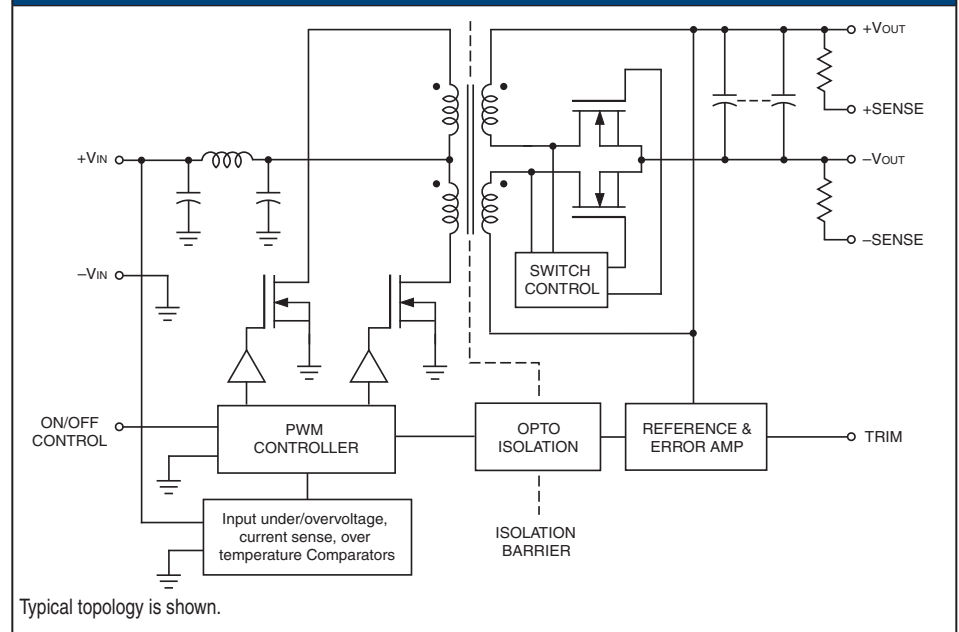 +VOUT
+SENSE
+VIN
−VOUT
−SENSE
−VIN
SWITCH
CONTROL
ON/OFF
CONTROL
PWM
CONTROLLER
OPTO
ISOLATION
REFERENCE &
ERROR AMP
TRIM
Input under/overvoltage,
current sense, over
temperature Comparators
ISOLATION
BARRIER
Typical topology is shown.